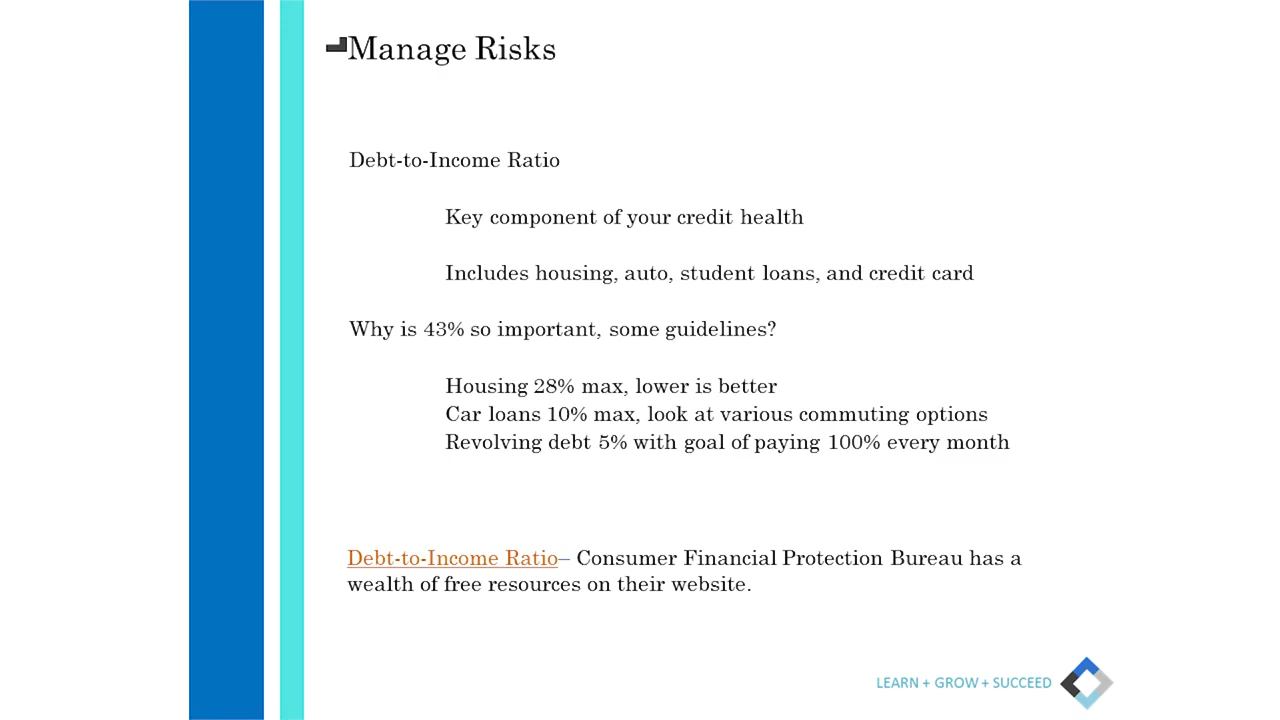 Manage Risks
Debt-to-Income Ratio
Key component of your credit health
Includes housing, auto, student loans, and credit card
Why is 43% so important, some guidelines?
Housing 28% max, lower is better
Car loans 10% max, look at various commuting options
Revolving debt 5% with goal of paying 100% every month
Debt-to-Income Ratio– Consumer Financial Protection Bureau has a
wealth of free resources on their website.
LEARN + GROW + SUCCEED